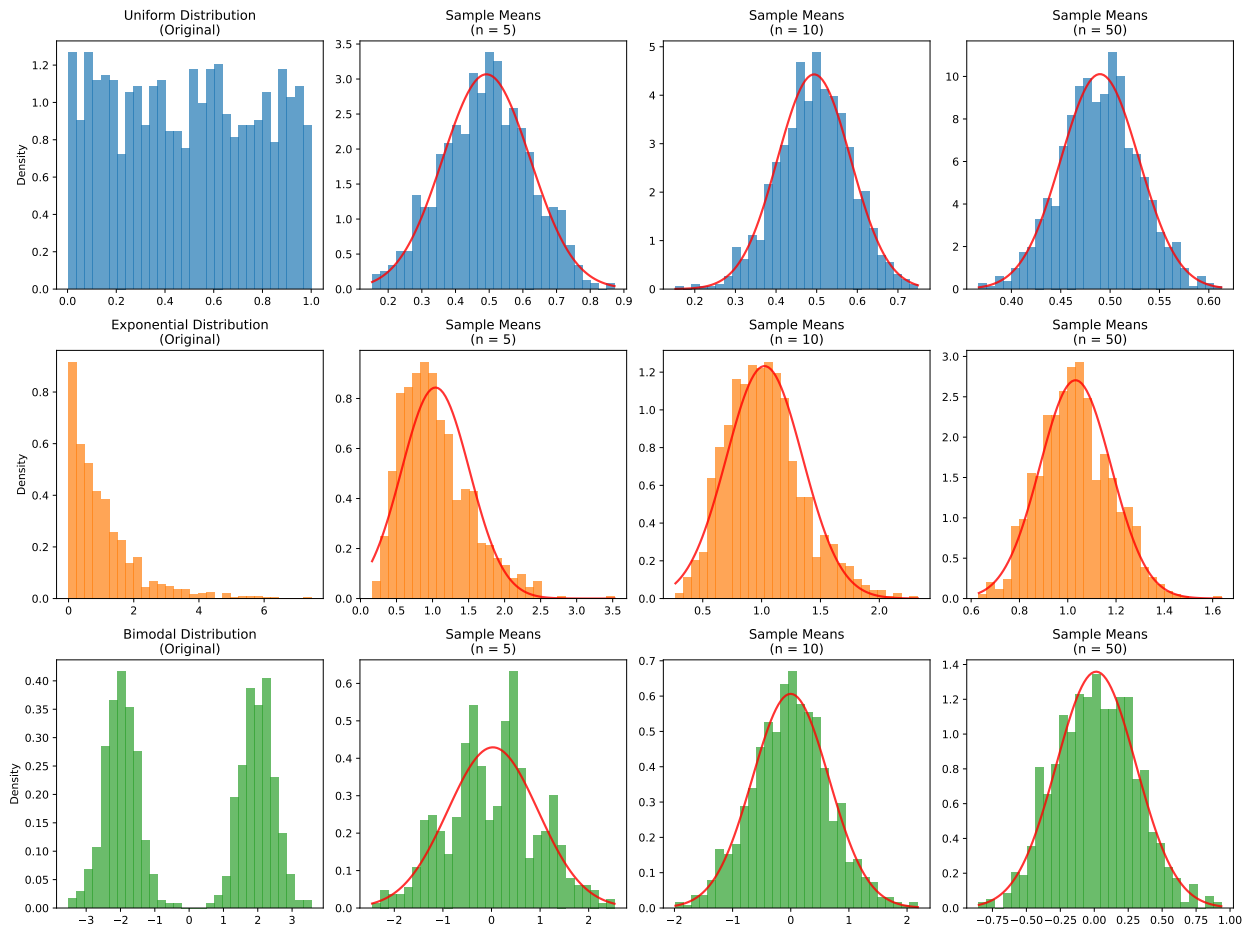 Uniform Distribution
(Original)
Sample Means
(n = 5)
Sample Means
(n = 10)
Sample Means
(n = 50)
Density
1.2
1.0
0.8
0.6
0.4
0.2
0.0
0.0 0.2 0.4 0.6 0.8 1.0
3.5
3.0
2.5
2.0
1.5
1.0
0.5
0.0
0.2 0.3 0.4 0.5 0.6 0.7 0.8 0.9
5
4
3
2
1
0
0.2 0.3 0.4 0.5 0.6 0.7
10
8
6
4
2
0
0.40 0.45 0.50 0.55 0.60
Exponential Distribution
(Original)
Sample Means
(n = 5)
Sample Means
(n = 10)
Sample Means
(n = 50)
Density
0.8
0.6
0.4
0.2
0.0
0 2 4 6
0.8
0.6
0.4
0.2
0.0
0.0 0.5 1.0 1.5 2.0 2.5 3.0 3.5
1.2
1.0
0.8
0.6
0.4
0.2
0.0
0.5 1.0 1.5 2.0
3.0
2.5
2.0
1.5
1.0
0.5
0.0
0.6 0.8 1.0 1.2 1.4 1.6
Bimodal Distribution
(Original)
Sample Means
(n = 5)
Sample Means
(n = 10)
Sample Means
(n = 50)
Density
0.40
0.35
0.30
0.25
0.20
0.15
0.10
0.05
0.00
−3 −2 −1 0 1 2 3
0.6
0.5
0.4
0.3
0.2
0.1
0.0
−2 −1 0 1 2
0.7
0.6
0.5
0.4
0.3
0.2
0.1
0.0
−2 −1 0 1 2
1.4
1.2
1.0
0.8
0.6
0.4
0.2
0.0
−0.75 −0.50 −0.25 0.00 0.25 0.50 0.75 1.00